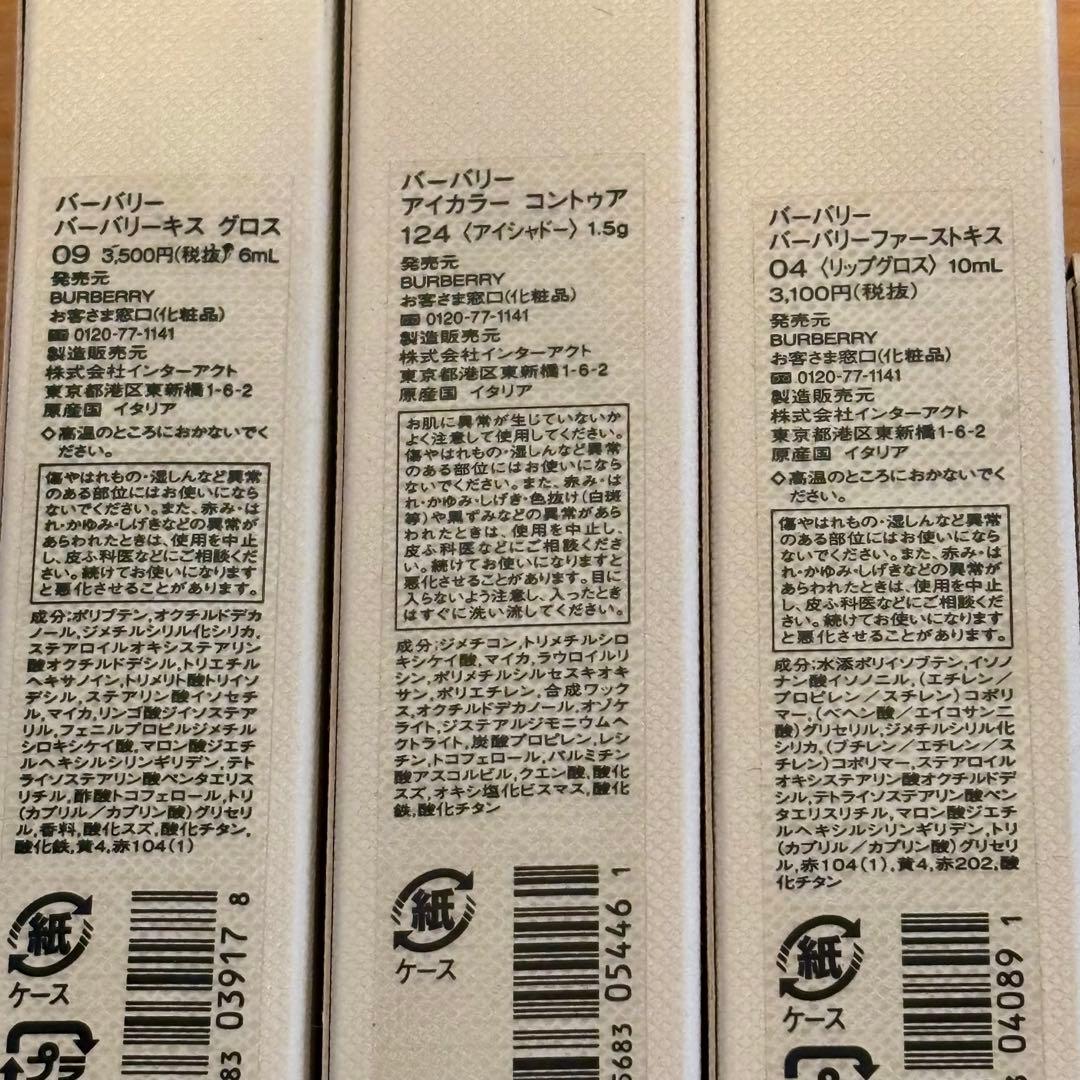 バーバリー
バーバリーキス グロス
09 3,500円(税抜) 6mL
発売元
BURBERRY
お客さま窓口(化粧品)
0120-77-1141
製造販売元
株式会社インターアクト
東京都港区東新橋1-6-2
原産国 イタリア
◇高温のところにおかないでく
ださい。
傷やはれもの・湿しんなど異常
のある部位にはお使いになら
ないでください。また、赤み・は
れ・かゆみ・しげきなどの異常が
あらわれたときは、使用を中止
し、皮ふ科医などにご相談くだ
さい。続けてお使いになります
と悪化させることがあります。
成分:ポリブテン,オクチルドデカ
ノール,ジメチルシリル化シリカ,
ステアロイルオキシステアリン
酸オクチルドデシル,トリエチル
ヘキサノイン,トリメリト酸トリイソ
デシル,ステアリン酸イソセチ
ル,マイカ,リンゴ酸ジイソステア
リル,フェニルプロピルジメチル
シロキシケイ酸,マロン酸ジエチ
ルヘキシルシリンギリデン,テト
ライソステアリン酸ペンタエリス
リチル,酢酸トコフェロール,トリ
(カプリル/カプリン酸)グリセリ
ル,香料,酸化スズ,酸化チタン,
酸化鉄,黄4,赤104(1)
紙
ケース
プラ
83 03917 8
バーバリー
アイカラー コントゥア
124 〈アイシャドー〉 1.5g
発売元
BURBERRY
お客さま窓口(化粧品)
0120-77-1141
製造販売元
株式会社インターアクト
東京都港区東新橋1-6-2
原産国 イタリア
お肌に異常が生じていないか
よく注意して使用してください。
傷やはれもの・湿しんなど異常
のある部位にはお使いになら
ないでください。また、赤み・は
れ・かゆみ・しげき・色抜け(白斑
等)や黒ずみなどの異常があら
われたときは、使用を中止し、
皮ふ科医などにご相談くださ
い。続けてお使いになりますと
悪化させることがあります。目に
入らないよう注意し、入ったとき
はすぐに洗い流してください。
成分:ジメチコン,トリメチルシロ
キシケイ酸,マイカ,ラウロイルリ
シン,ポリメチルシルセスキオキ
サン,ポリエチレン,合成ワック
ス,オクチルドデカノール,オゾケ
ライト,ジステアルジモニウムヘ
クトライト,炭酸プロピレン,レシ
チン,トコフェロール,パルミチン
酸アスコルビル,クエン酸,酸化
スズ,オキシ塩化ビスマス,酸化
鉄,酸化チタン
紙
ケース
5683 05446 1
バーバリー
バーバリーファーストキス
04 〈リップグロス〉 10mL
3,100円(税抜)
発売元
BURBERRY
お客さま窓口(化粧品)
0120-77-1141
製造販売元
株式会社インターアクト
東京都港区東新橋1-6-2
原産国 イタリア
◇高温のところにおかないでく
ださい。
傷やはれもの・湿しんなど異常
のある部位にはお使いになら
ないでください。また、赤み・は
れ・かゆみ・しげきなどの異常が
あらわれたときは、使用を中止
し、皮ふ科医などにご相談くだ
さい。続けてお使いになります
と悪化させることがあります。
成分:水添ポリイソブテン,イソノ
ナン酸イソノニル,(エチレン/
プロピレン/スチレン)コポリ
マー,(ベヘン酸/エイコサン二
酸)グリセリル,ジメチルシリル化
シリカ,(ブチレン/エチレン/ス
チレン)コポリマー,ステアロイル
オキシステアリン酸オクチルドデ
シル,テトライソステアリン酸ペン
タエリスリチル,マロン酸ジエチ
ルヘキシルシリンギリデン,トリ
(カプリル/カプリン酸)グリセリ
ル,赤104(1),黄4,赤202,酸
化チタン
紙
ケース
04089 1